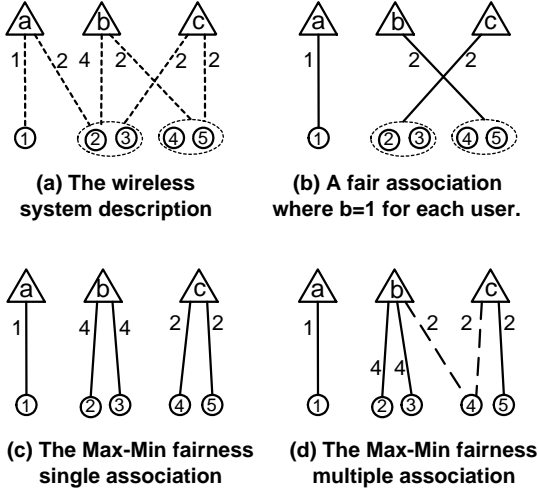 a b c
1 2 4 2 2 2
1 2 3 4 5
(a) The wireless
system description
a b c
1 2 2
1 2 3 4 5
(b) A fair association
where b=1 for each user.
a b c
1 4 4 2 2
1 2 3 4 5
(c) The Max-Min fairness
single association
a b c
1 2 2 2
4 4
1 2 3 4 5
(d) The Max-Min fairness
multiple association